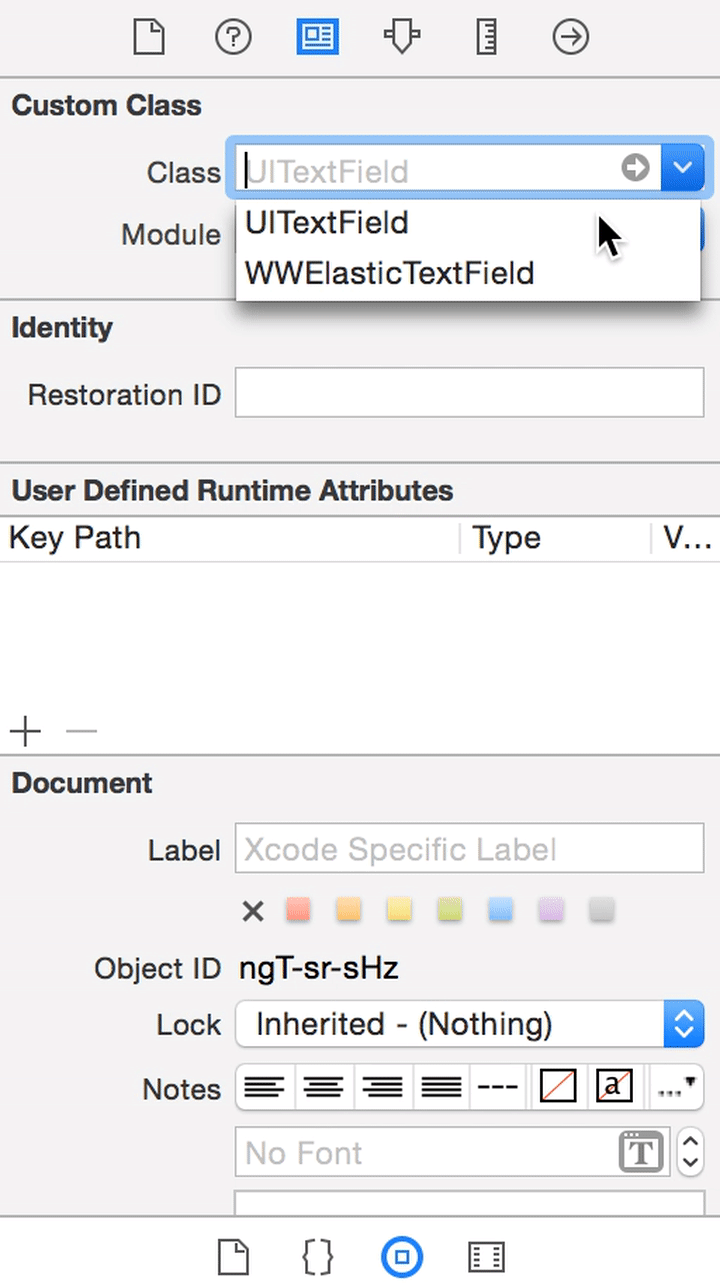 Custom Class
Class UITextField
UITextField
Module
WWElasticTextField
Identity
Restoration ID
User Defined Runtime Attributes
Key Path Type V...
Document
Label Xcode Specific Label
Object ID ngT-sr-sHz
Lock Inherited - (Nothing)
Notes --- a ...
No Font T